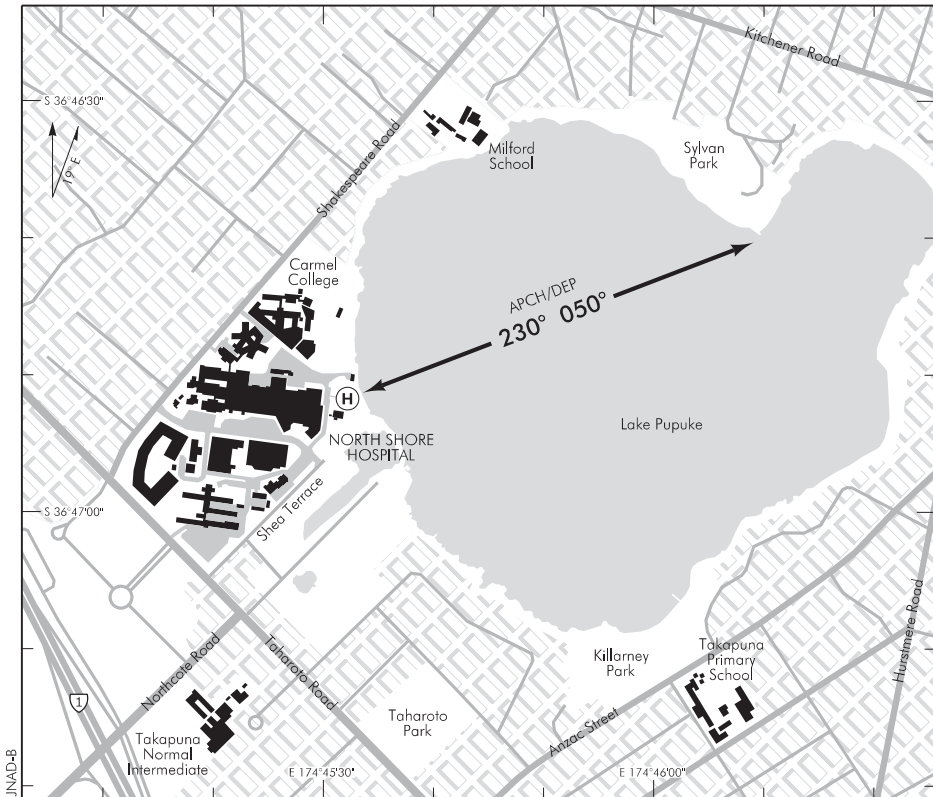 Kitchener Road
S 36°46'30"
19° E
Shakespeare Road
Milford
School
Sylvan
Park
Carmel
College
APCH/DEP
230° 050°
H
Lake Pupuke
NORTH SHORE
HOSPITAL
S 36°47'00"
Shea Terrace
Northcote Road
Taharoto Road
Killarney
Park
Takapuna
Primary
School
Hurstmere Road
1
Taharoto
Park
Anzac Street
Takapuna
Normal
Intermediate
E 174°45'30"
E 174°46'00"
JNAD-B